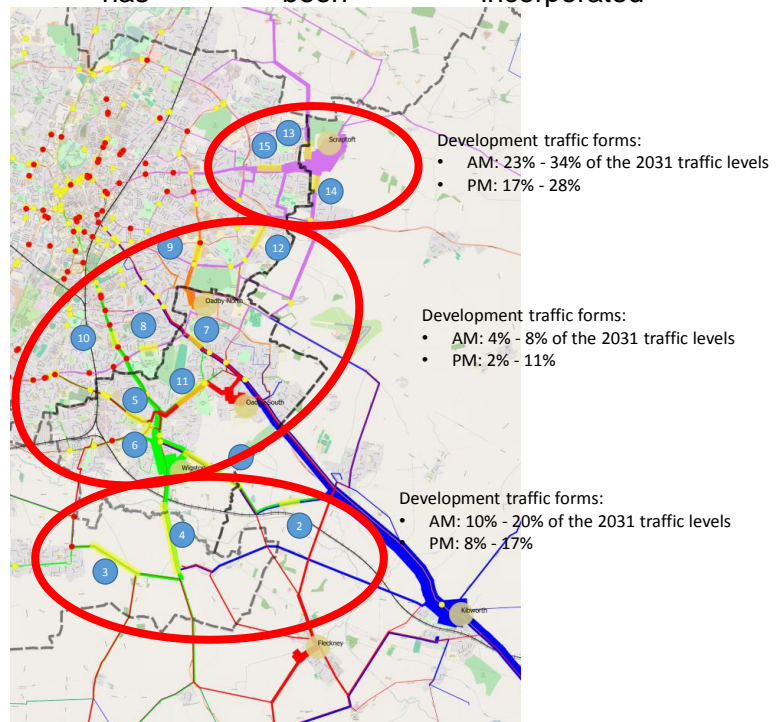 has been incorporated
13
15
Scraptoft
Development traffic forms:
• AM: 23% - 34% of the 2031 traffic levels
• PM: 17% - 28%
14
9
12
Oadby North
7
8
10
Development traffic forms:
• AM: 4% - 8% of the 2031 traffic levels
• PM: 2% - 11%
11
5
Oadby South
6
Wigston
Development traffic forms:
• AM: 10% - 20% of the 2031 traffic levels
• PM: 8% - 17%
2
4
3
Kibworth
Fleckney